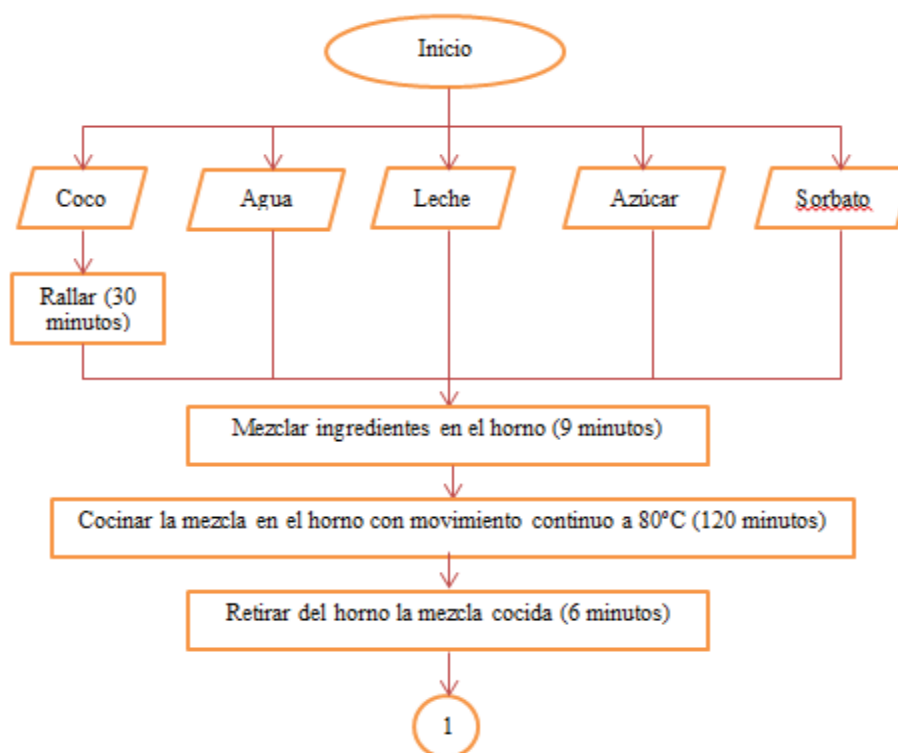 Inicio
Coco
Agua
Leche
Azúcar
Sorbato
Rallar (30
minutos)
Mezclar ingredientes en el horno (9 minutos)
Cocinar la mezcla en el horno con movimiento continuo a 80ºC (120 minutos)
Retirar del horno la mezcla cocida (6 minutos)
1